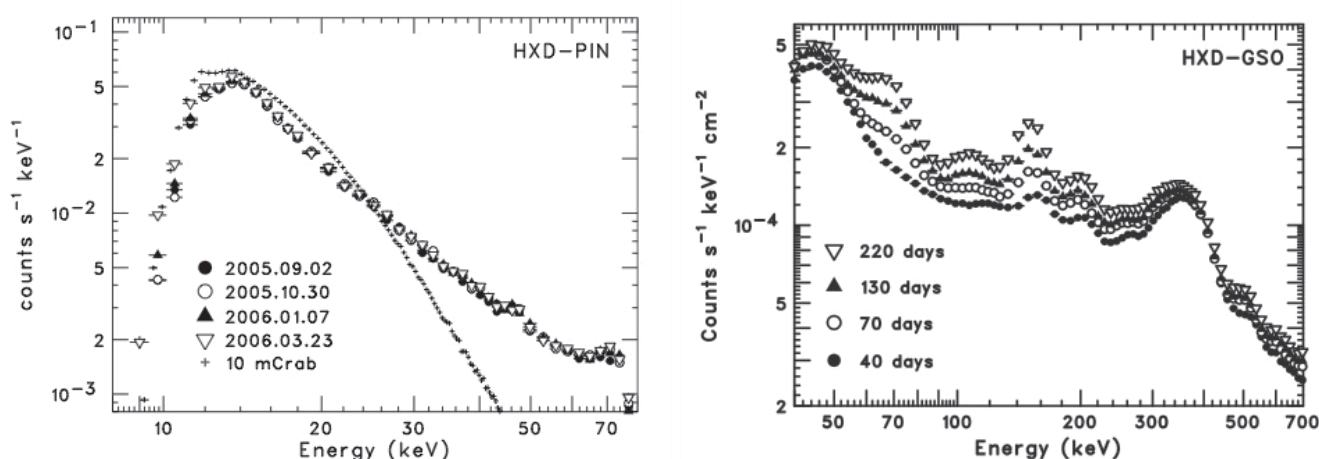 10⁻¹
5
2
10⁻²
5
2
10⁻³
counts s⁻¹ keV⁻¹
HXD-PIN
2005.09.02
2005.10.30
2006.01.07
2006.03.23
10 mCrab
10 20 50 70
Energy (keV)
5
10⁻⁴
5
2
Counts s⁻¹ keV⁻¹ cm⁻²
HXD-GSO
220 days
130 days
70 days
40 days
50 100 200 300 500 700
Energy (keV)